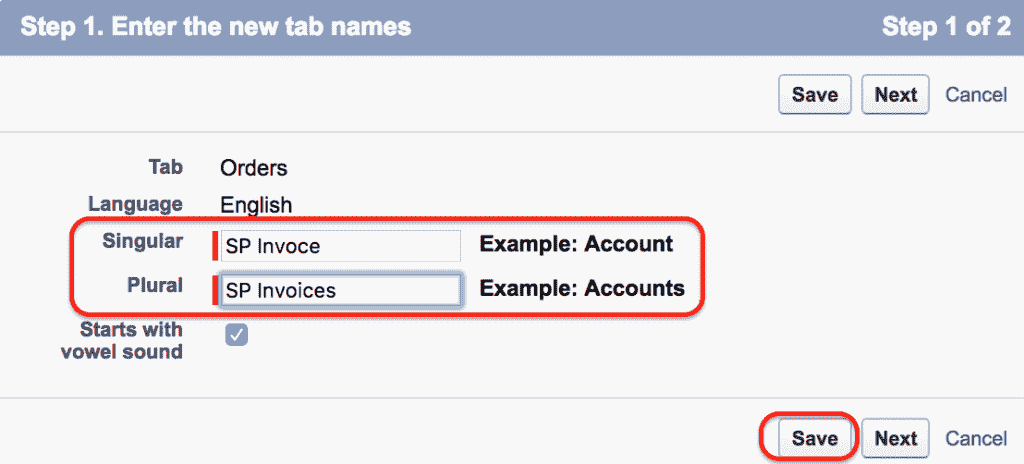 Step 1. Enter the new tab names Step 1 of 2
Save Next Cancel
Tab Orders
Language English
Singular SP Invoce Example: Account
Plural SP Invoices Example: Accounts
Starts with
vowel sound
Save Next Cancel